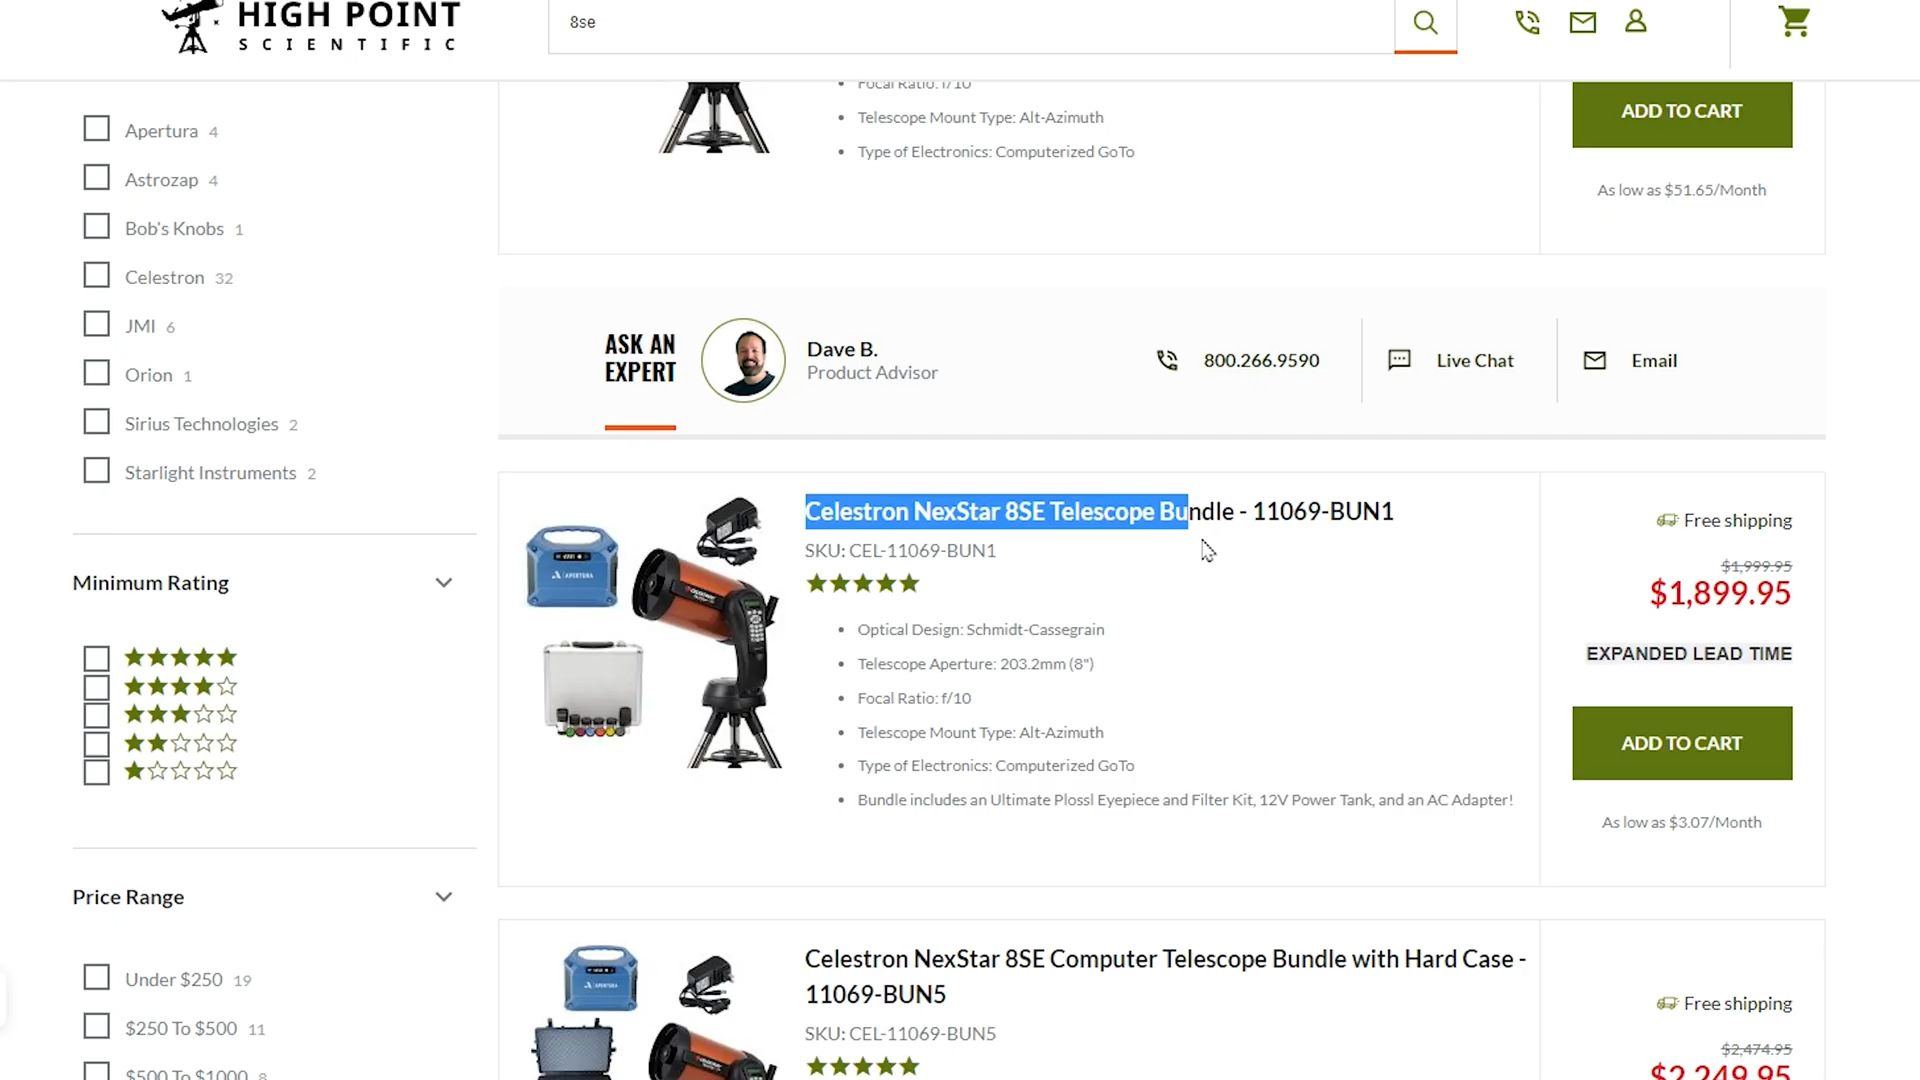 HIGH POINT
SCIENTIFIC
8se
Apertura 4
Astrozap 4
Bob's Knobs 1
Celestron 32
JMI 6
Orion 1
Sirius Technologies 2
Starlight Instruments 2
Minimum Rating
Price Range
Under $250 19
$250 To $500 11
$500 To $1000 8
Focal Ratio: f/10
Telescope Mount Type: Alt-Azimuth
Type of Electronics: Computerized GoTo
ADD TO CART
As low as $51.65/Month
ASK AN
EXPERT
Dave B.
Product Advisor
800.266.9590
Live Chat
Email
Celestron NexStar 8SE Telescope Bundle - 11069-BUN1
SKU: CEL-11069-BUN1
Optical Design: Schmidt-Cassegrain
Telescope Aperture: 203.2mm (8")
Focal Ratio: f/10
Telescope Mount Type: Alt-Azimuth
Type of Electronics: Computerized GoTo
Bundle includes an Ultimate Plossl Eyepiece and Filter Kit, 12V Power Tank, and an AC Adapter!
APERTURA
Free shipping
$1,999.95
$1,899.95
EXPANDED LEAD TIME
ADD TO CART
As low as $3.07/Month
Celestron NexStar 8SE Computer Telescope Bundle with Hard Case -
11069-BUN5
SKU: CEL-11069-BUN5
APERTURA
Free shipping
$2,474.95
$2,249.95